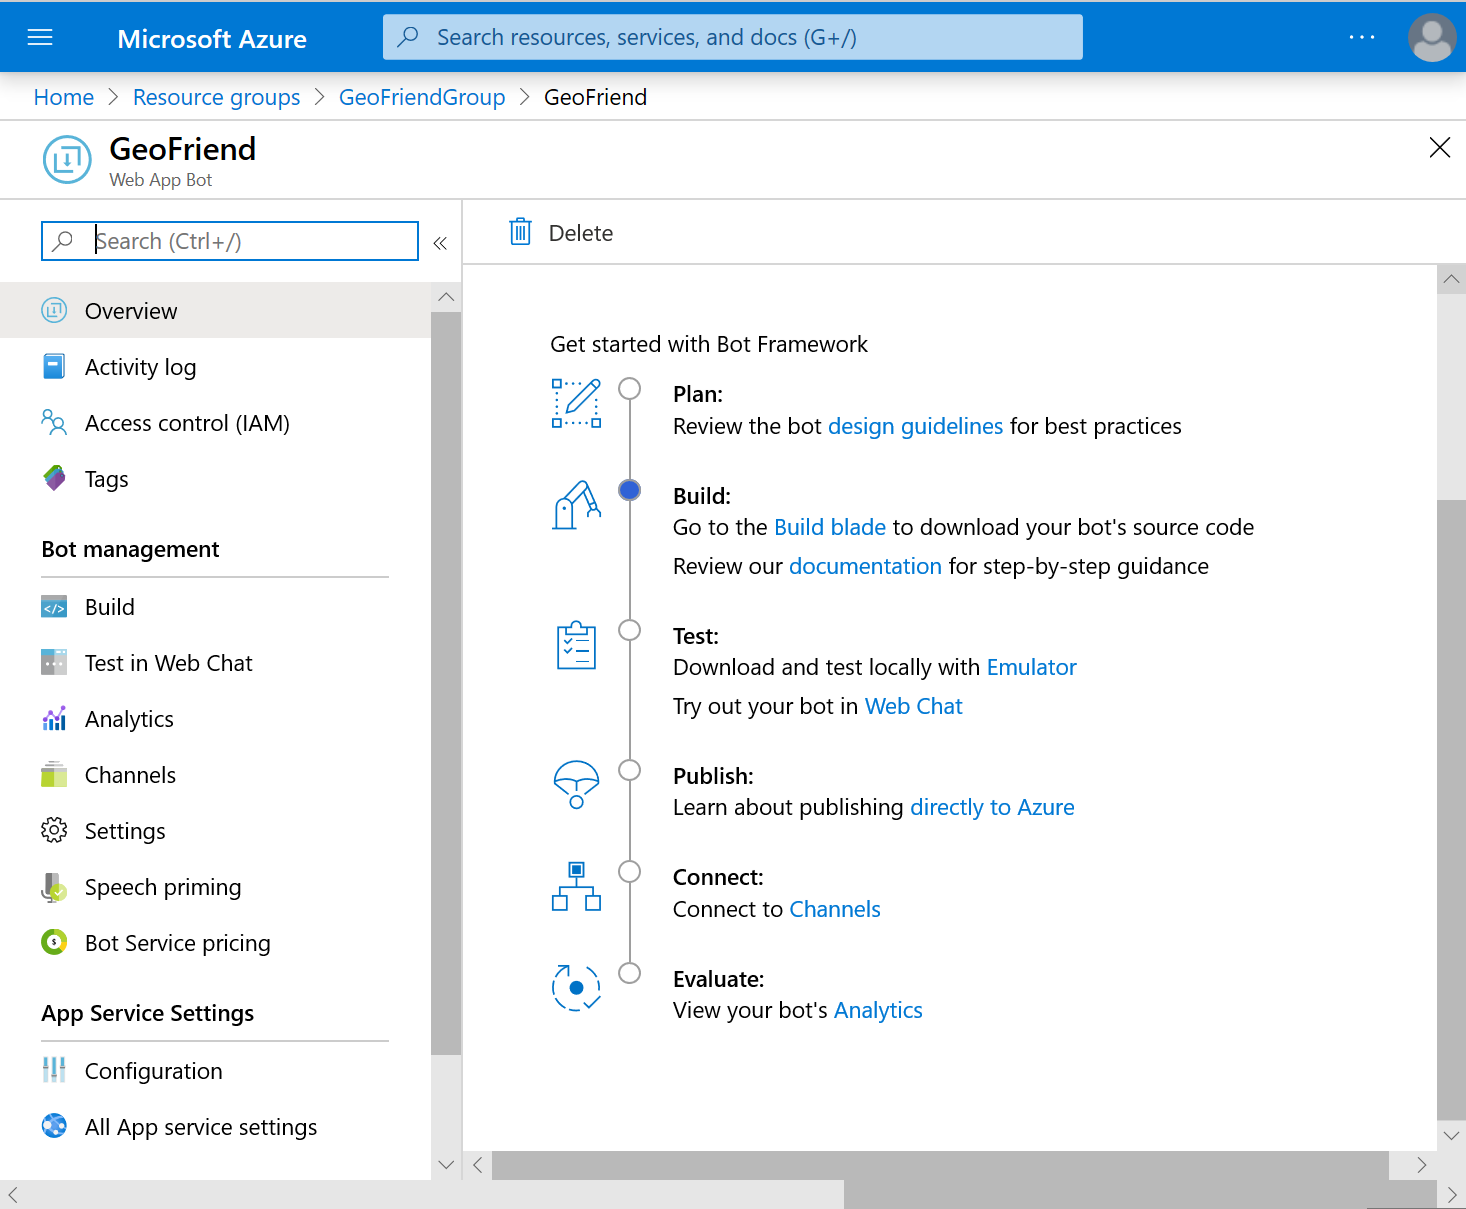 Microsoft Azure
Search resources, services, and docs (G+/)
Home > Resource groups > GeoFriendGroup > GeoFriend
GeoFriend
Web App Bot
Search (Ctrl+/)
Delete
Overview
Activity log
Access control (IAM)
Tags
Bot management
Build
Test in Web Chat
Analytics
Channels
Settings
Speech priming
Bot Service pricing
App Service Settings
Configuration
All App service settings
Get started with Bot Framework
Plan:
Review the bot design guidelines for best practices
Build:
Go to the Build blade to download your bot's source code
Review our documentation for step-by-step guidance
Test:
Download and test locally with Emulator
Try out your bot in Web Chat
Publish:
Learn about publishing directly to Azure
Connect:
Connect to Channels
Evaluate:
View your bot's Analytics